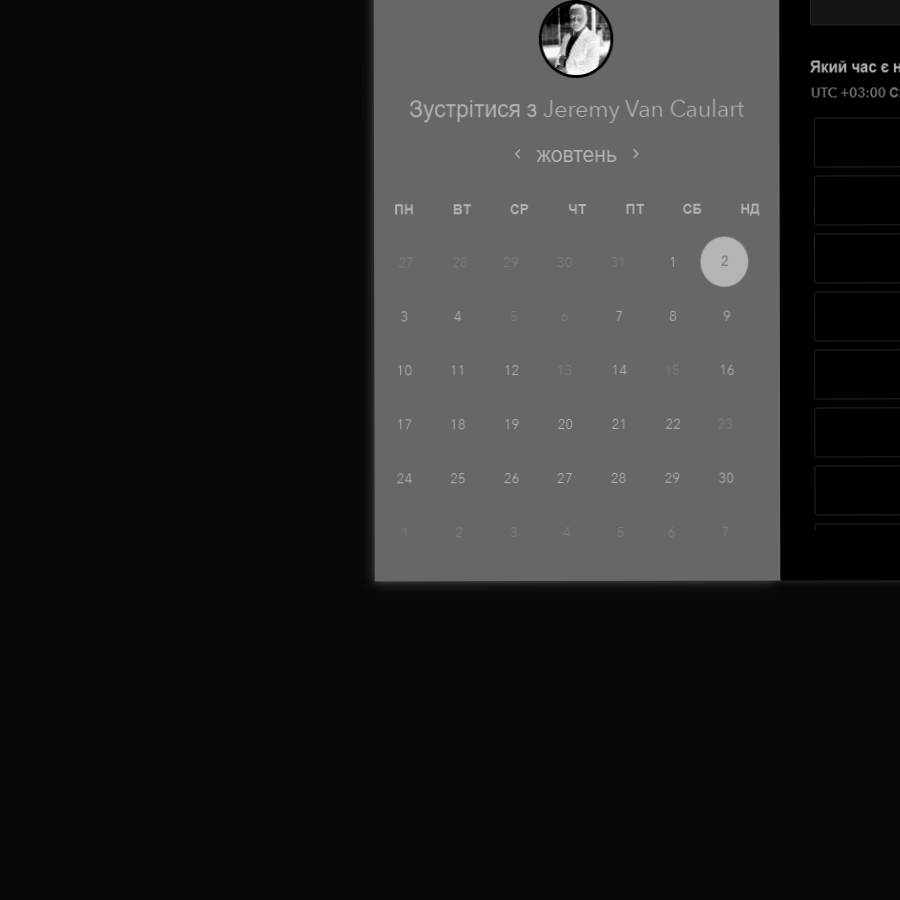 Зустрітися з Jeremy Van Caulart
‹ жовтень ›
ПН ВТ СР ЧТ ПТ СБ НД
27 28 29 30 31 1 2
3 4 5 6 7 8 9
10 11 12 13 14 15 16
17 18 19 20 21 22 23
24 25 26 27 28 29 30
1 2 3 4 5 6 7
Який час є
UTC +03:00